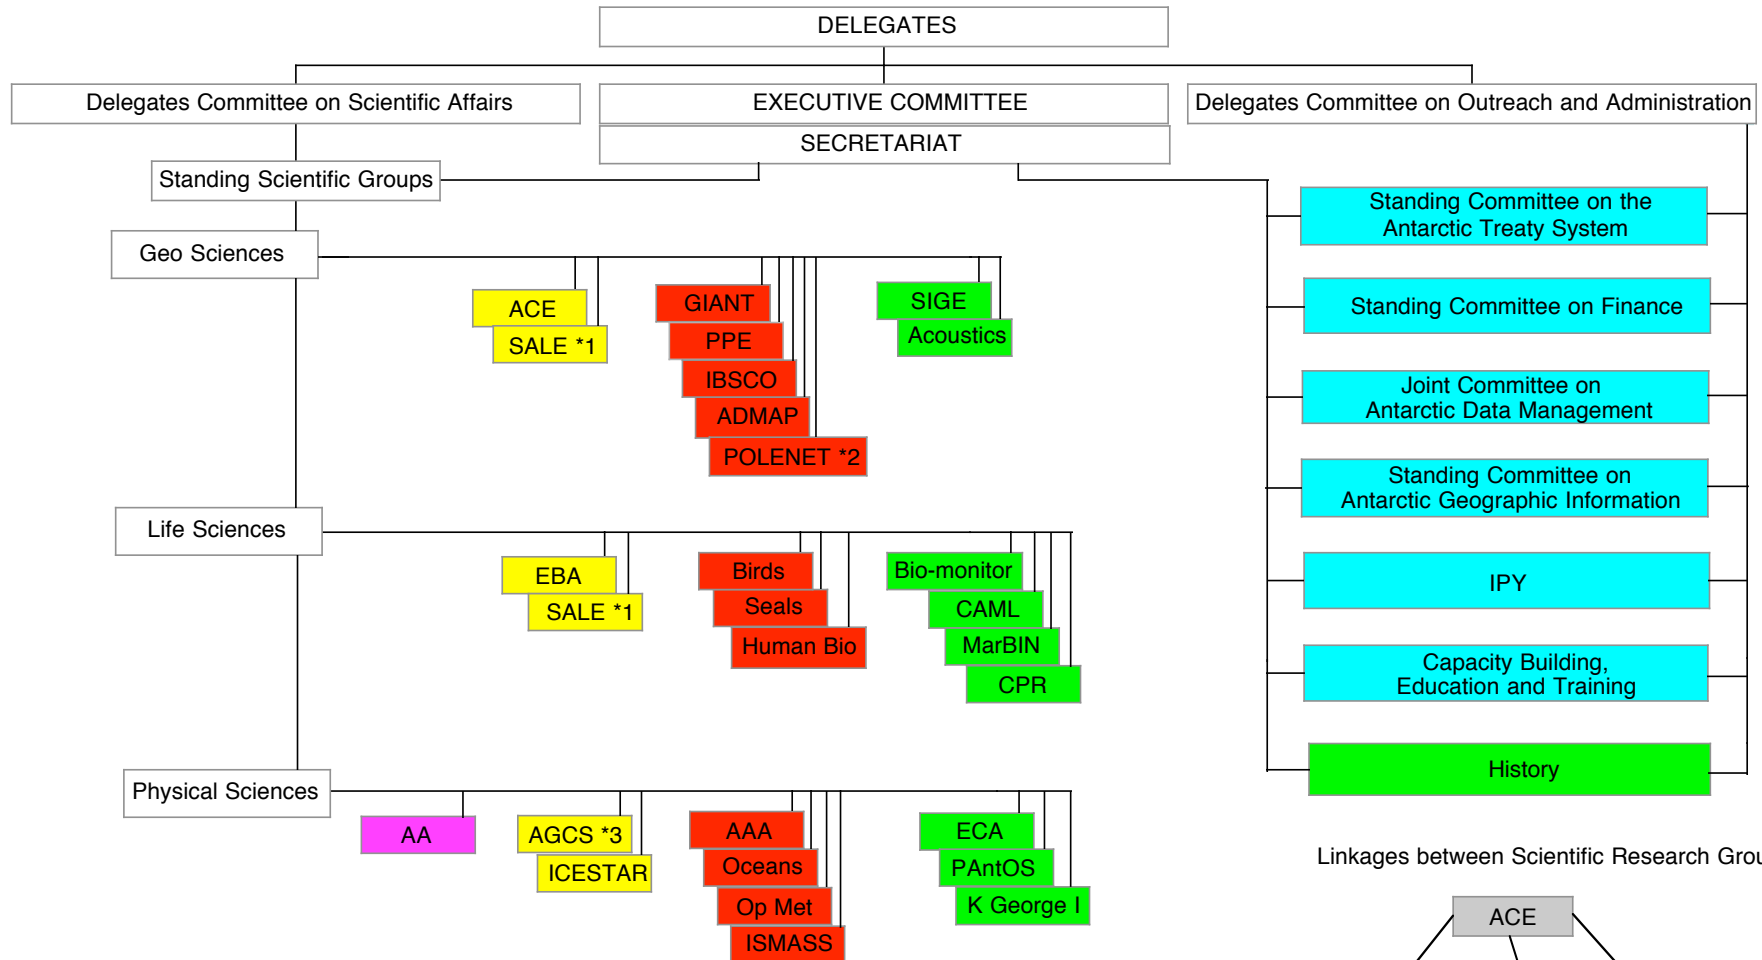 DELEGATES
Delegates Committee on Scientific Affairs
EXECUTIVE COMMITTEE
Delegates Committee on Outreach and Administration
SECRETARIAT
Standing Scientific Groups
Standing Committee on the
Antarctic Treaty System
Geo Sciences
ACE
SALE *1
GIANT
PPE
IBSCO
ADMAP
POLENET *2
SIGE
Acoustics
Standing Committee on Finance
Joint Committee on
Antarctic Data Management
Standing Committee on
Antarctic Geographic Information
Life Sciences
EBA
SALE *1
Birds
Seals
Human Bio
Bio-monitor
CAML
MarBIN
CPR
IPY
Capacity Building,
Education and Training
History
Physical Sciences
AA
AGCS *3
ICESTAR
AAA
Oceans
Op Met
ISMASS
ECA
PAntOS
K George I
Linkages between Scientific Research Grou
ACE